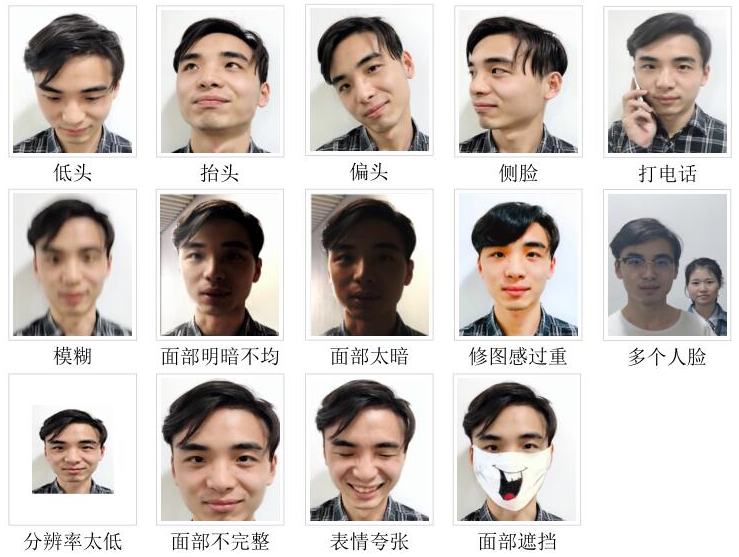 低头
抬头
偏头
侧脸
打电话
模糊
面部明暗不均
面部太暗
修图感过重
多个人脸
分辨率太低
面部不完整
表情夸张
面部遮挡